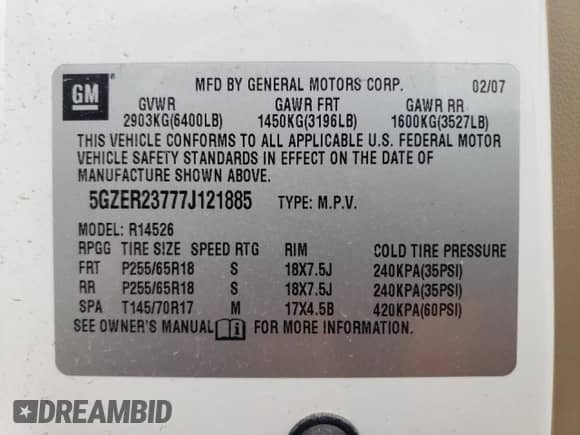 GM
MFD BY GENERAL MOTORS CORP. 02/07
GVWR GAWR FRT GAWR RR
2903KG(6400LB) 1450KG(3196LB) 1600KG(3527LB)
THIS VEHICLE CONFORMS TO ALL APPLICABLE U.S. FEDERAL MOTOR
VEHICLE SAFETY STANDARDS IN EFFECT ON THE DATE OF
MANUFACTURE SHOWN ABOVE.
5GZER23777J121885 TYPE: M.P.V.
MODEL: R14526
RPGG TIRE SIZE SPEED RTG RIM COLD TIRE PRESSURE
FRT P255/65R18 S 18X7.5J 240KPA(35PSI)
RR P255/65R18 S 18X7.5J 240KPA(35PSI)
SPA T145/70R17 M 17X4.5B 420KPA(60PSI)
SEE OWNER'S MANUAL i FOR MORE INFORMATION.
DREAMBID